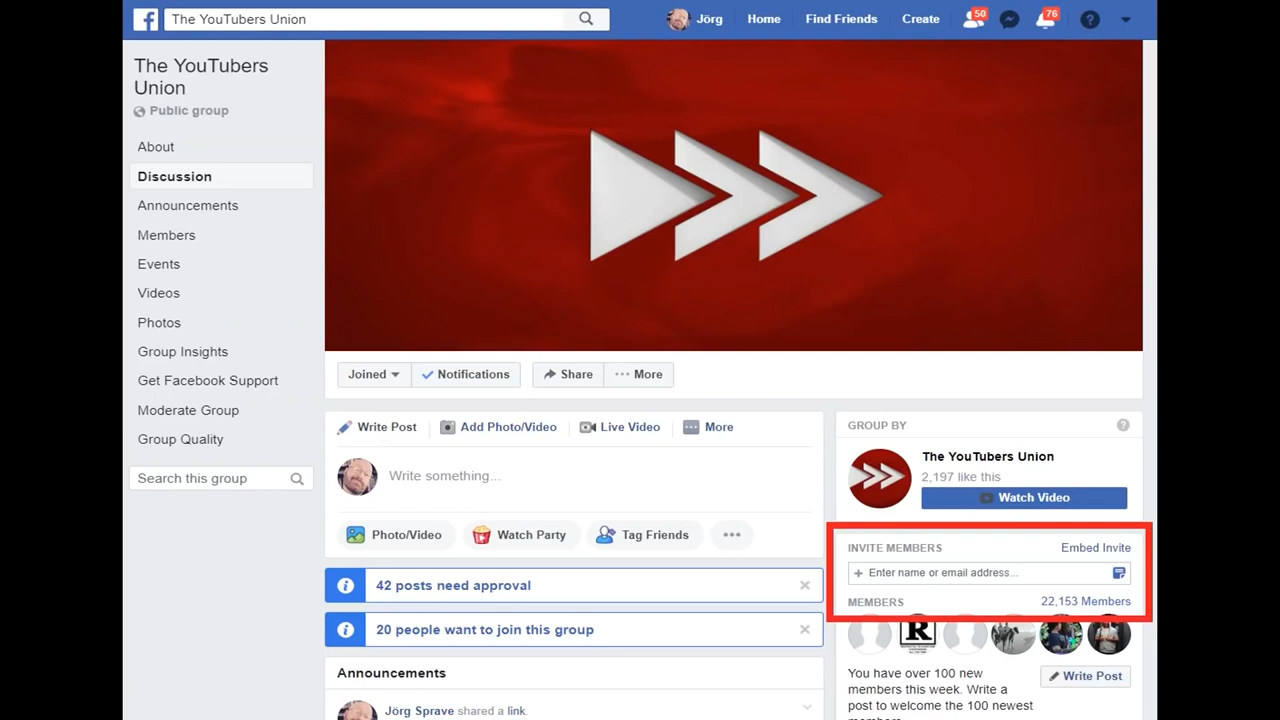 The YouTubers Union
Jörg
Home
Find Friends
Create
50
76
The YouTubers
Union
Public group
About
Discussion
Announcements
Members
Events
Videos
Photos
Group Insights
Get Facebook Support
Moderate Group
Group Quality
Search this group
Joined
Notifications
Share
More
Write Post
Add Photo/Video
Live Video
More
Write something...
Photo/Video
Watch Party
Tag Friends
42 posts need approval
20 people want to join this group
Announcements
Jörg Sprave shared a link.
GROUP BY
The YouTubers Union
2,197 like this
Watch Video
INVITE MEMBERS
Embed Invite
+ Enter name or email address...
MEMBERS
22,153 Members
R
You have over 100 new
members this week. Write a
post to welcome the 100 newest
Write Post